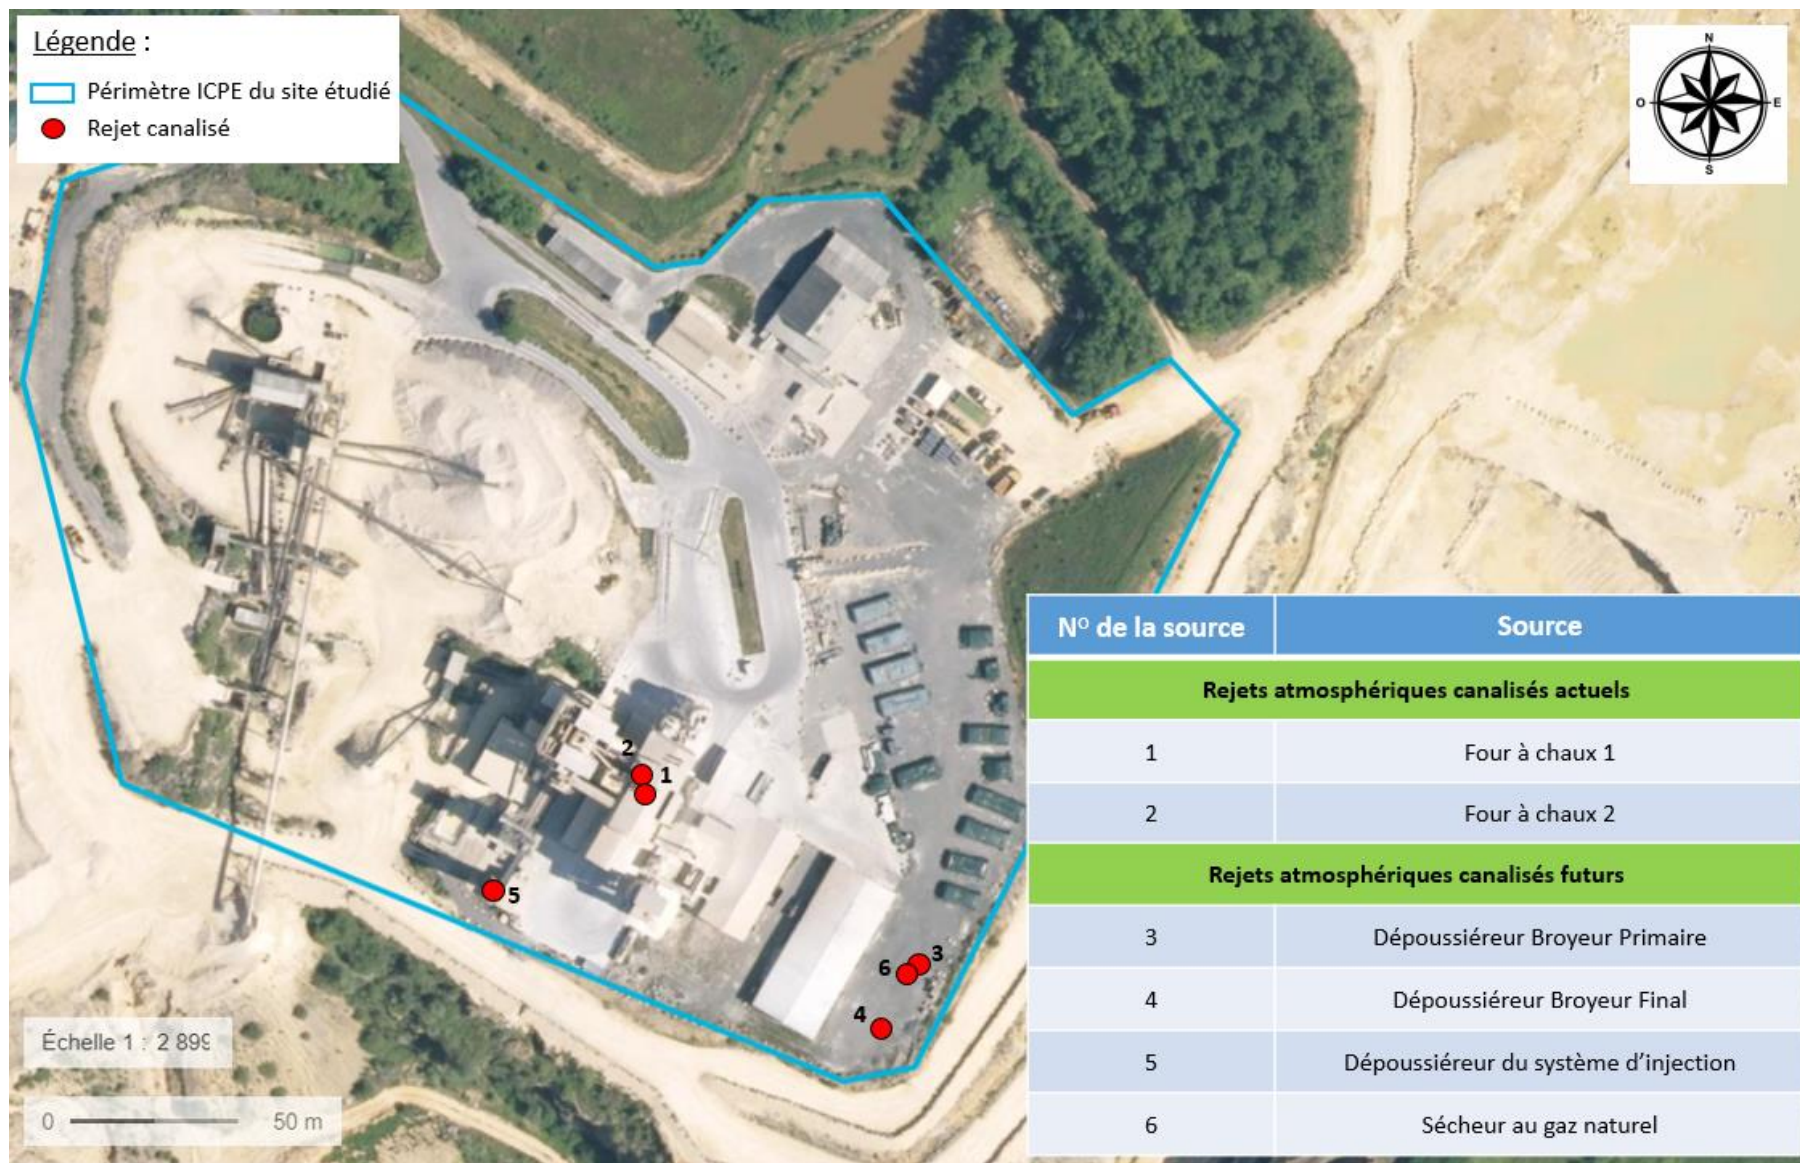 Légende :
Périmètre ICPE du site étudié
Rejet canalisé
N
O
E
S
2
1
5
3
6
4
Échelle 1 : 2 899
0 50 m
N° de la source Source
Rejets atmosphériques canalisés actuels
1 Four à chaux 1
2 Four à chaux 2
Rejets atmosphériques canalisés futurs
3 Dépoussiéreur Broyeur Primaire
4 Dépoussiéreur Broyeur Final
5 Dépoussiéreur du système d’injection
6 Sécheur au gaz naturel